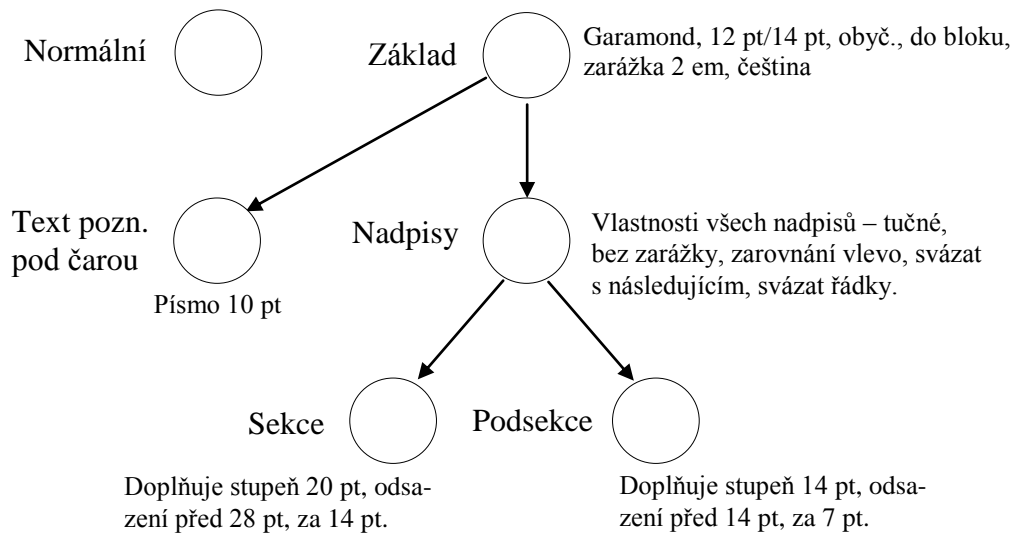 Normální
Základ
Garamond, 12 pt/14 pt, obyč., do bloku,
zarážka 2 em, čeština
Text pozn.
pod čarou
Písmo 10 pt
Nadpisy
Vlastnosti všech nadpisů – tučné,
bez zarážky, zarovnání vlevo, svázat
s následujícím, svázat řádky.
Sekce
Doplňuje stupeň 20 pt, odsa-
zení před 28 pt, za 14 pt.
Podsekce
Doplňuje stupeň 14 pt, odsa-
zení před 14 pt, za 7 pt.